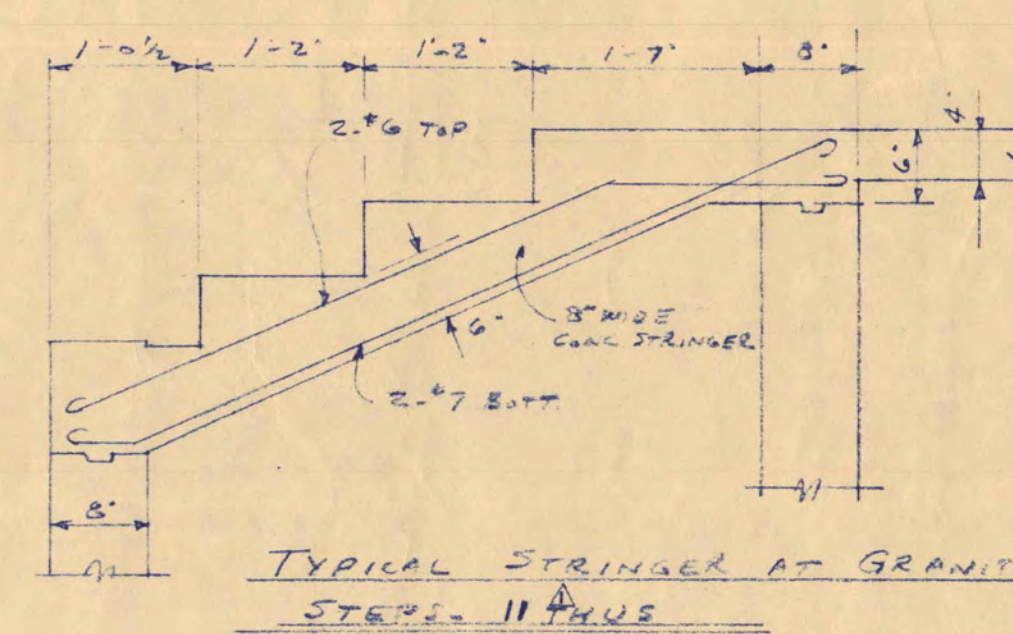 1'-0½ 1'-2" 1'-2" 1'-7" 8"
2-#6 TOP
4"
6"
8" WIDE
CONC STRINGER
6"
2-#7 BOTT.
8"
TYPICAL STRINGER AT GRANIT
STEPS- 11 THUS
1